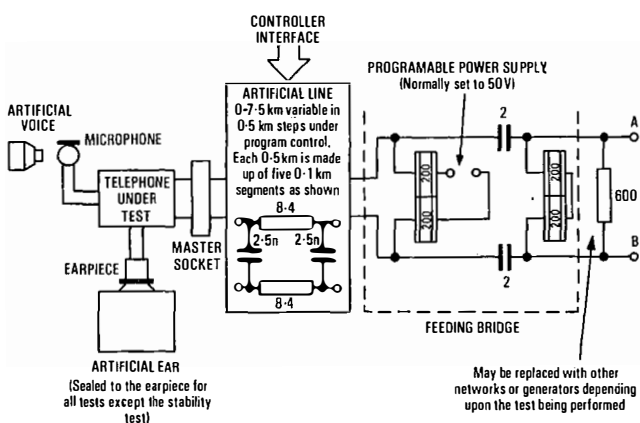 CONTROLLER
INTERFACE
ARTIFICIAL
VOICE
MICROPHONE
TELEPHONE
UNDER
TEST
EARPIECE
ARTIFICIAL EAR
(Sealed to the earpiece for
all tests except the stability
test)
MASTER
SOCKET
ARTIFICIAL LINE
0-7·5 km variable in
0·5 km steps under
program control.
Each 0·5km is made
up of five 0·1 km
segments as shown
8·4
2·5n
2·5n
8·4
PROGRAMABLE POWER SUPPLY
(Normally set to 50V)
2
200
200
200
200
2
FEEDING BRIDGE
A
600
B
May be replaced with other
networks or generators depending
upon the test being performed